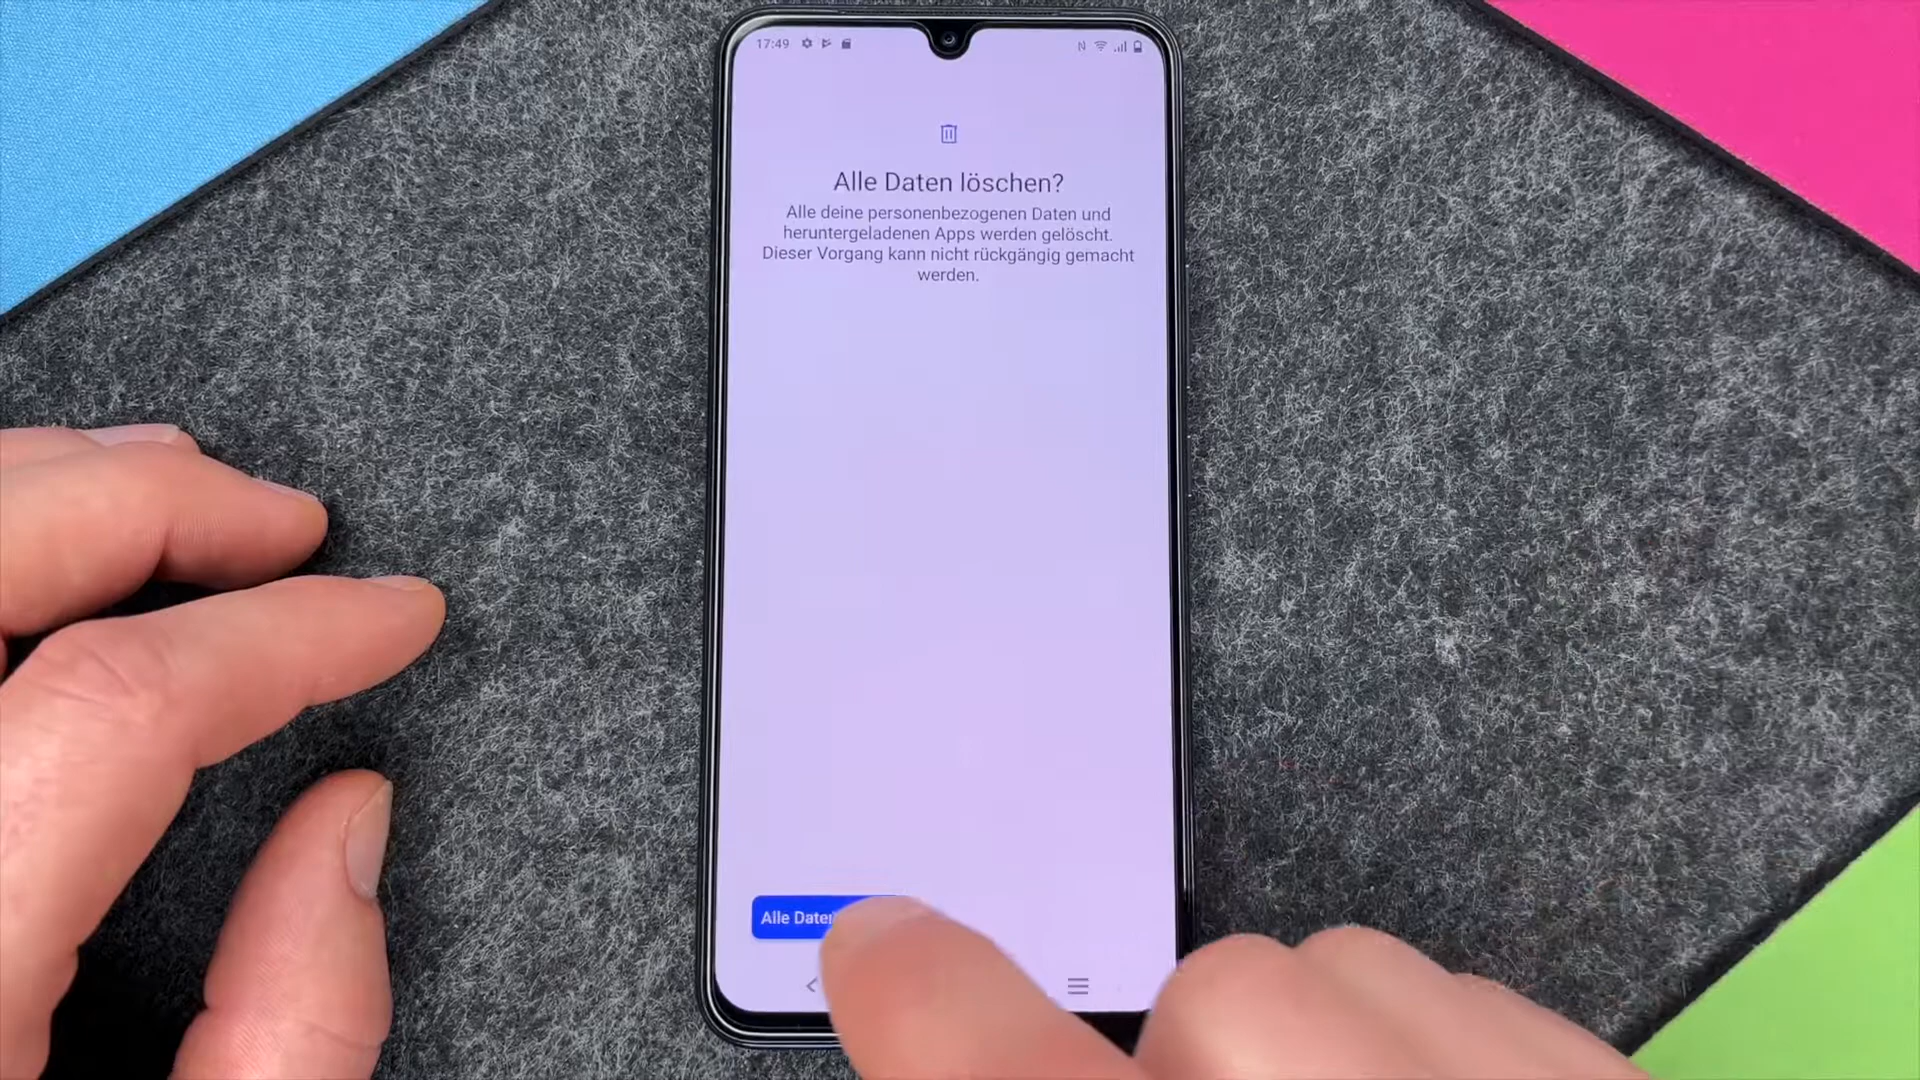 17:49
Alle Daten löschen?
Alle deine personenbezogenen Daten und
heruntergeladenen Apps werden gelöscht.
Dieser Vorgang kann nicht rückgängig gemacht
werden.
Alle Daten